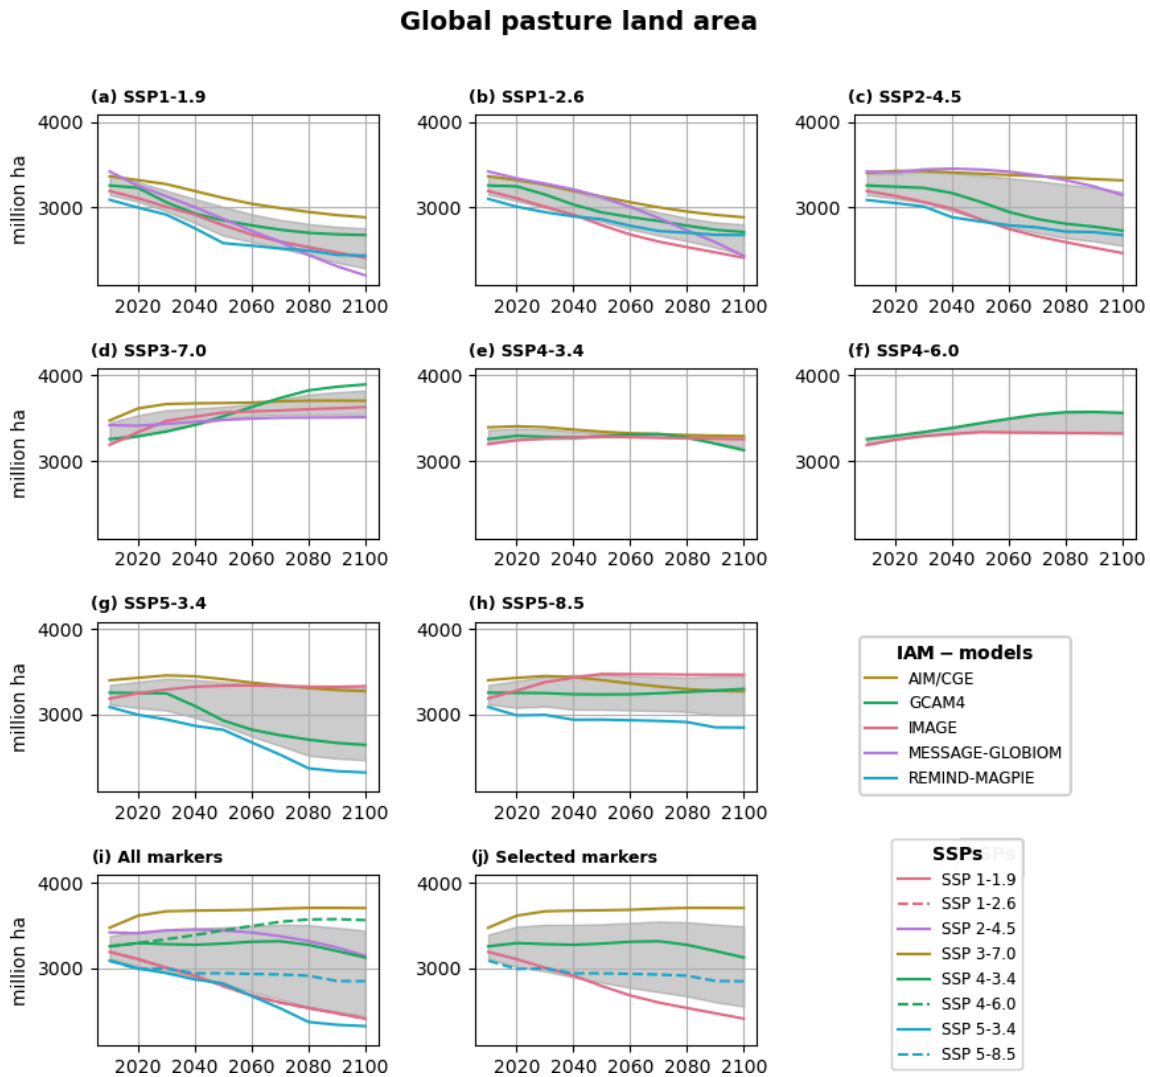 Global pasture land area
(a) SSP1-1.9
(b) SSP1-2.6
(c) SSP2-4.5
4000
4000
4000
3000
3000
3000
million ha
2020 2040 2060 2080 2100
2020 2040 2060 2080 2100
2020 2040 2060 2080 2100
(d) SSP3-7.0
(e) SSP4-3.4
(f) SSP4-6.0
4000
4000
4000
3000
3000
3000
million ha
2020 2040 2060 2080 2100
2020 2040 2060 2080 2100
2020 2040 2060 2080 2100
(g) SSP5-3.4
(h) SSP5-8.5
4000
4000
3000
3000
million ha
2020 2040 2060 2080 2100
2020 2040 2060 2080 2100
IAM – models
AIM/CGE
GCAM4
IMAGE
MESSAGE-GLOBIOM
REMIND-MAGPIE
(i) All markers
(j) Selected markers
4000
4000
3000
3000
million ha
2020 2040 2060 2080 2100
2020 2040 2060 2080 2100
SSPs
SSP 1-1.9
SSP 1-2.6
SSP 2-4.5
SSP 3-7.0
SSP 4-3.4
SSP 4-6.0
SSP 5-3.4
SSP 5-8.5